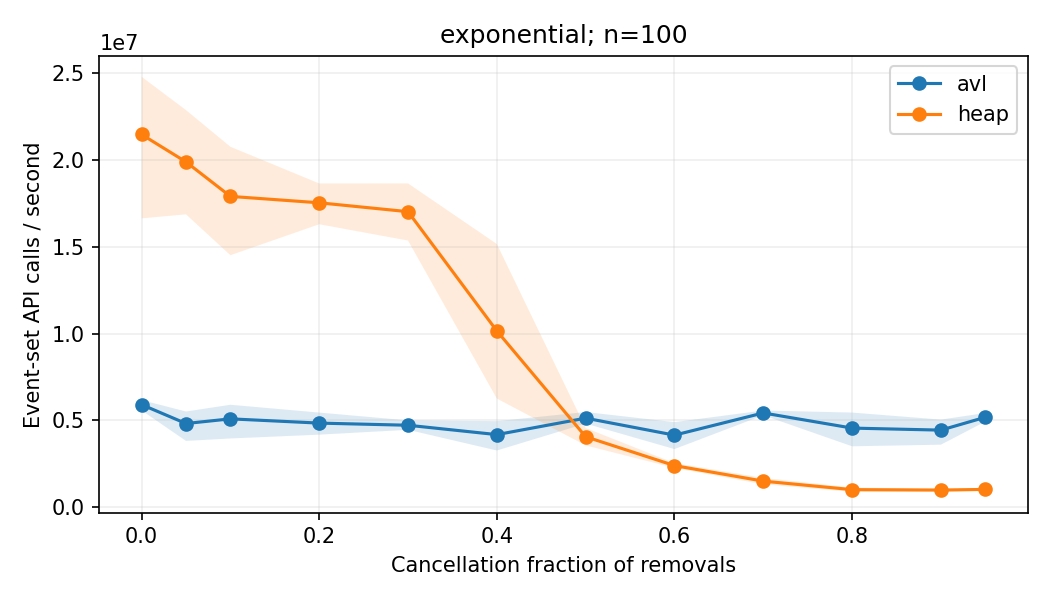 exponential; n=100
1e7
2.5
2.0
1.5
1.0
0.5
0.0
Event-set API calls / second
avl
heap
0.0 0.2 0.4 0.6 0.8
Cancellation fraction of removals